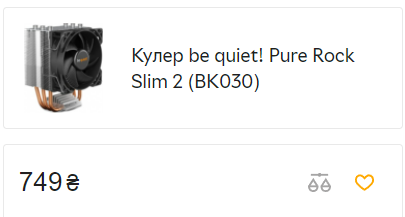 Кулер be quiet! Pure Rock
Slim 2 (BK030)
749 ₴